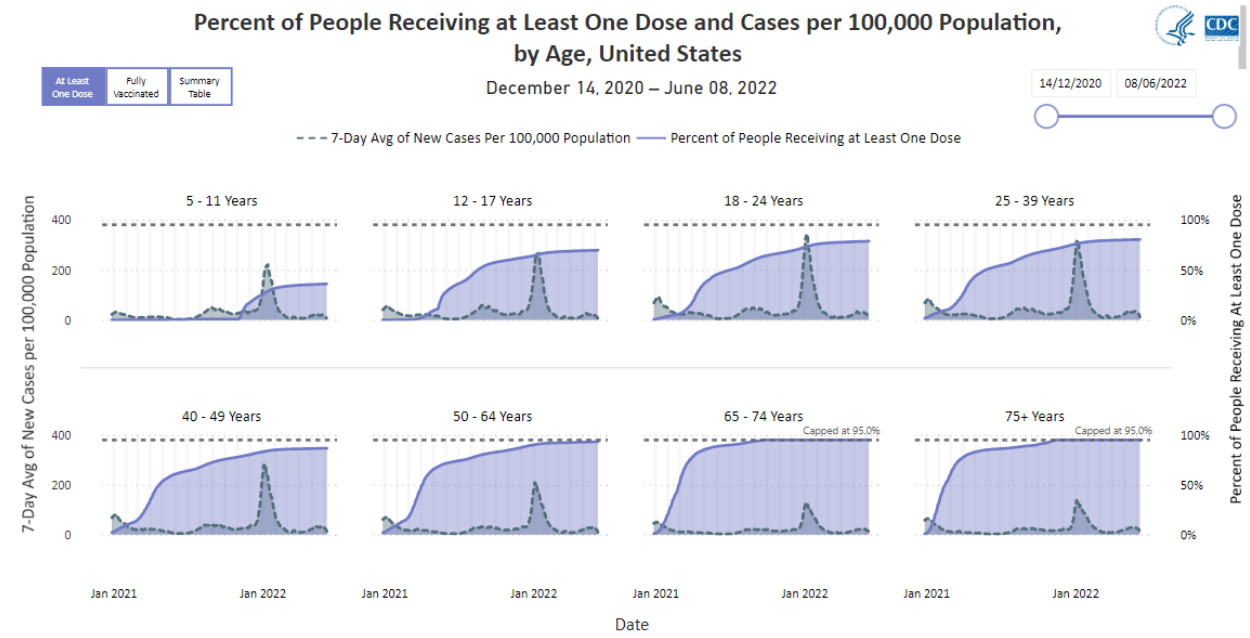 Percent of People Receiving at Least One Dose and Cases per 100,000 Population,
by Age, United States
CDC
At Least
One Dose
Fully
Vaccinated
Summary
Table
December 14, 2020 – June 08, 2022
14/12/2020
08/06/2022
7-Day Avg of New Cases Per 100,000 Population
Percent of People Receiving at Least One Dose
7-Day Avg of New Cases per 100,000 Population
Percent of People Receiving At Least One Dose
5 - 11 Years
12 - 17 Years
18 - 24 Years
25 - 39 Years
400
200
0
100%
50%
0%
40 - 49 Years
50 - 64 Years
65 - 74 Years
75+ Years
Capped at 95.0%
Capped at 95.0%
400
200
0
100%
50%
0%
Jan 2021
Jan 2022
Jan 2021
Jan 2022
Jan 2021
Jan 2022
Jan 2021
Jan 2022
Date